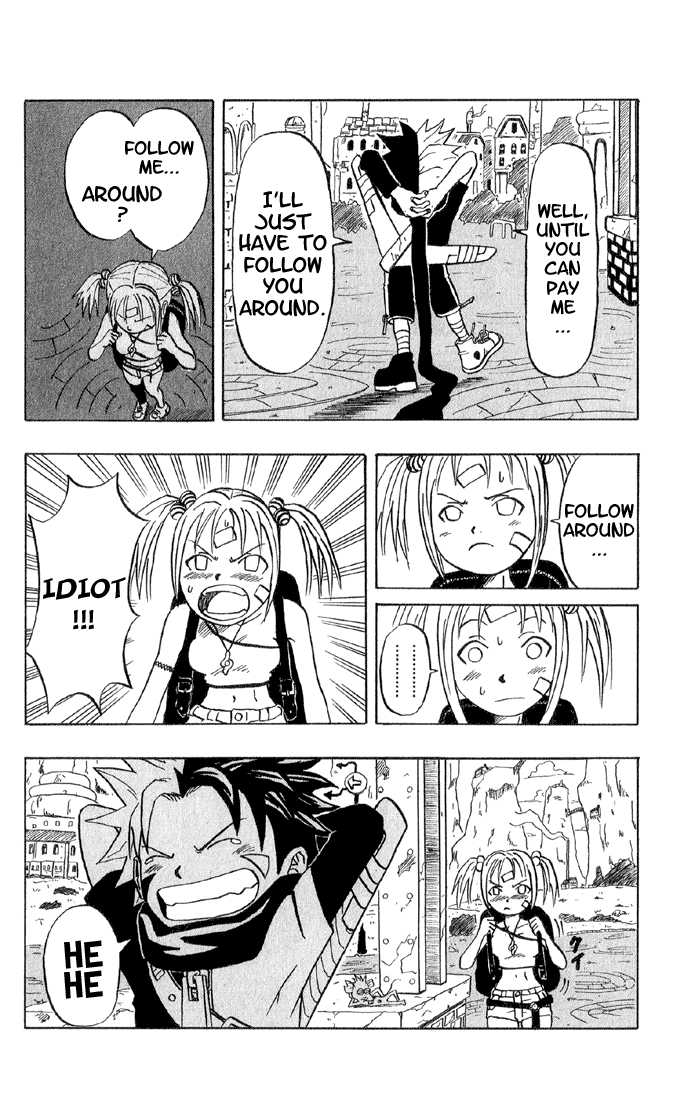 WELL,
UNTIL
YOU
CAN
PAY
ME
...
I'LL
JUST
HAVE TO
FOLLOW
YOU
AROUND.
FOLLOW
ME...
AROUND
?
FOLLOW
AROUND
...
........
IDIOT
!!!
HE
HE